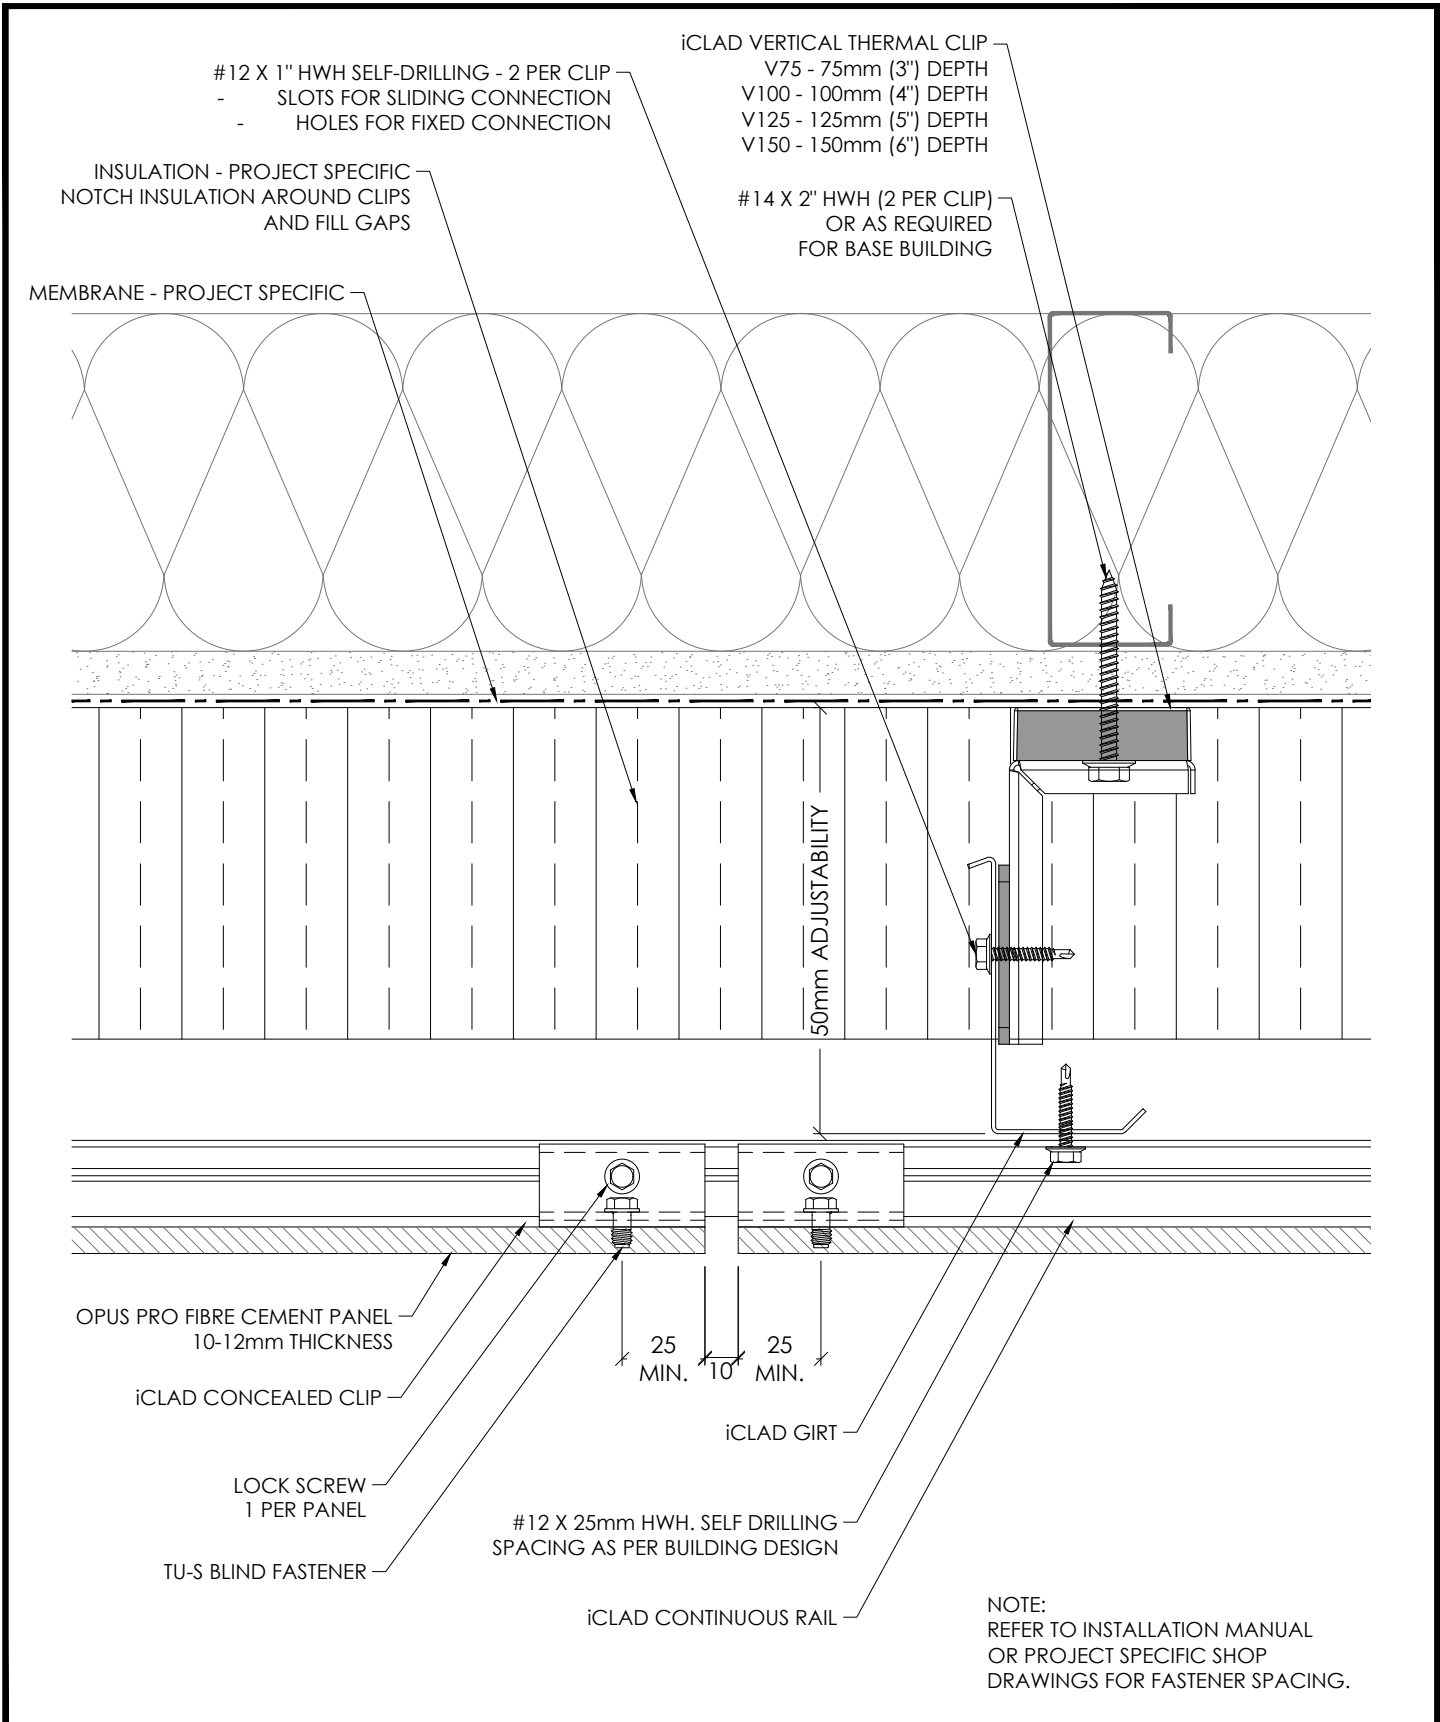 iCLAD VERTICAL THERMAL CLIP
V75 - 75mm (3") DEPTH
V100 - 100mm (4") DEPTH
V125 - 125mm (5") DEPTH
V150 - 150mm (6") DEPTH
#12 X 1" HWH SELF-DRILLING - 2 PER CLIP
- SLOTS FOR SLIDING CONNECTION
- HOLES FOR FIXED CONNECTION
INSULATION - PROJECT SPECIFIC
NOTCH INSULATION AROUND CLIPS
AND FILL GAPS
#14 X 2" HWH (2 PER CLIP)
OR AS REQUIRED
FOR BASE BUILDING
MEMBRANE - PROJECT SPECIFIC
50mm ADJUSTABILITY
OPUS PRO FIBRE CEMENT PANEL
10-12mm THICKNESS
25
MIN.
10
25
MIN.
iCLAD CONCEALED CLIP
iCLAD GIRT
LOCK SCREW
1 PER PANEL
#12 X 25mm HWH. SELF DRILLING
SPACING AS PER BUILDING DESIGN
TU-S BLIND FASTENER
iCLAD CONTINUOUS RAIL
NOTE:
REFER TO INSTALLATION MANUAL
OR PROJECT SPECIFIC SHOP
DRAWINGS FOR FASTENER SPACING.